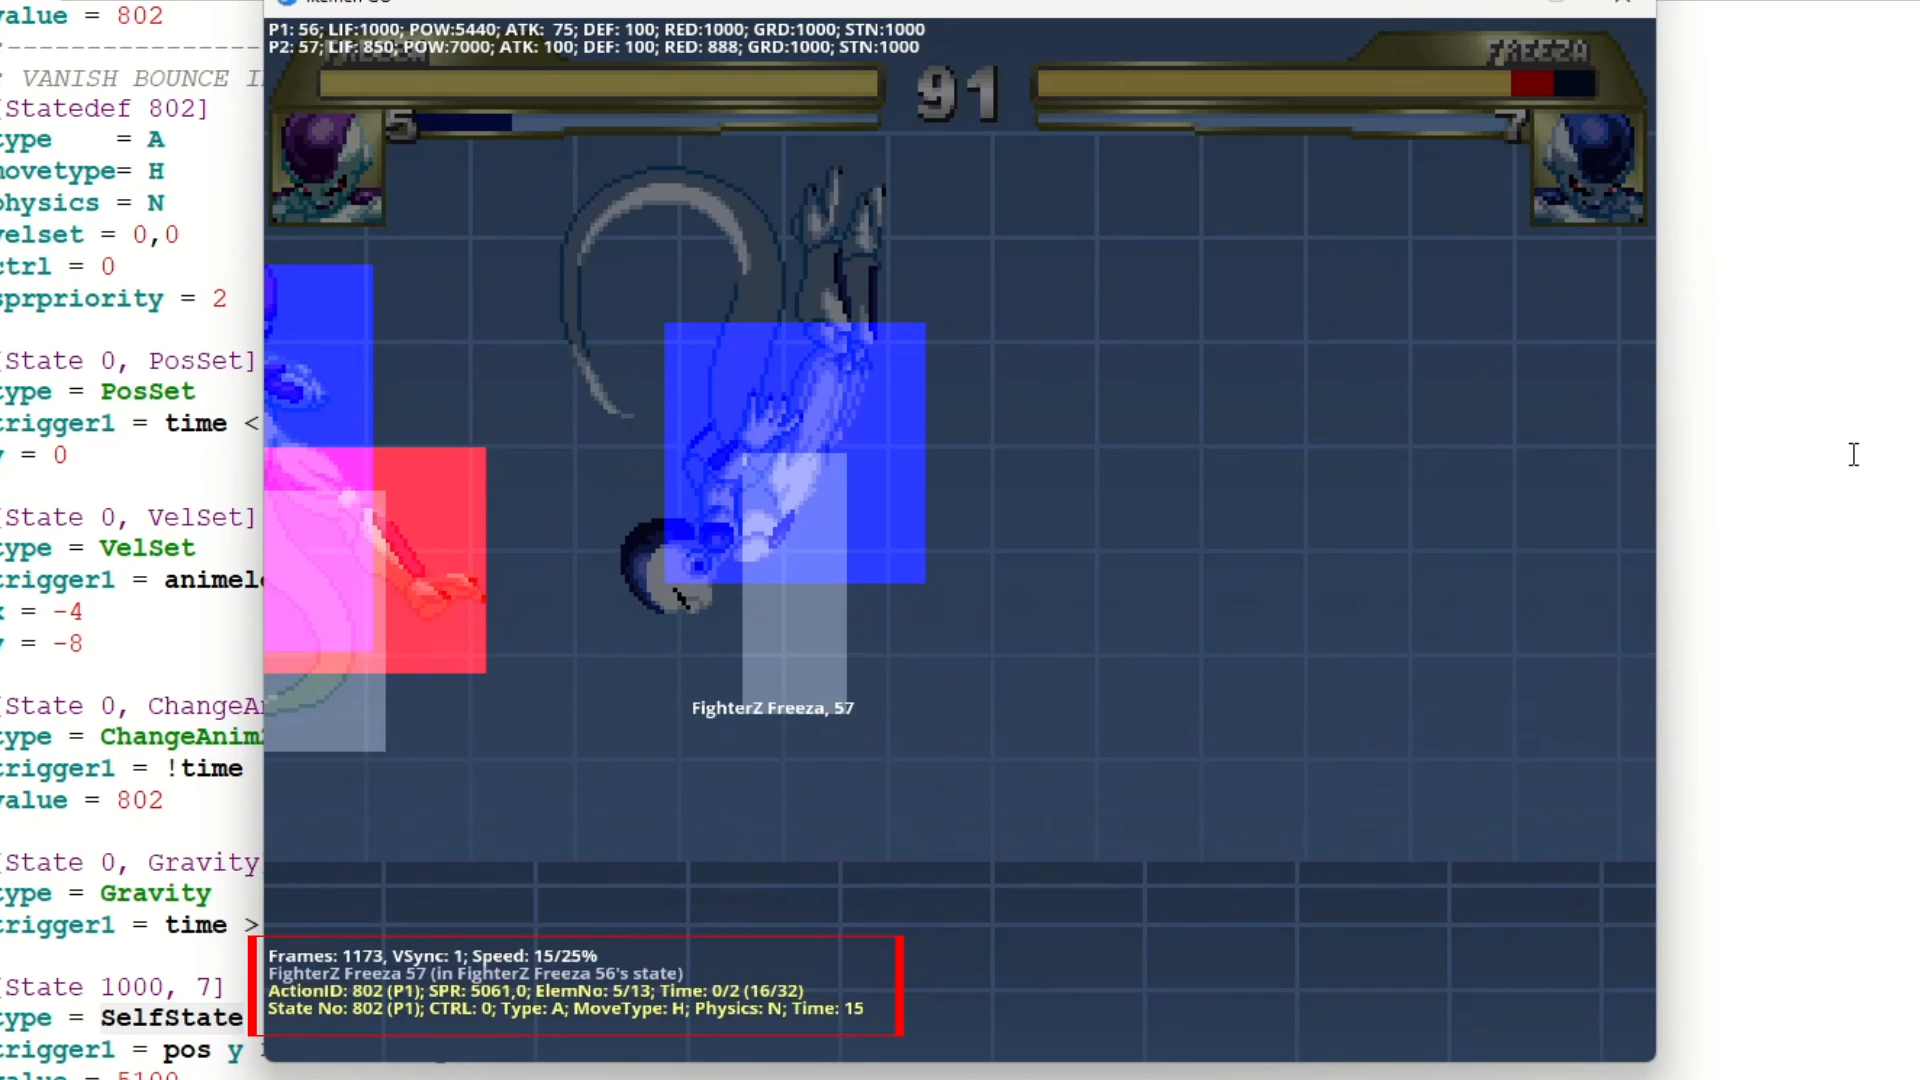 value = 802
P1: 56; LIF:1000; POW:5440; ATK:  75; DEF: 100; RED:1000; GRD:1000; STN:1000
P2: 57; LIF: 850; POW:7000; ATK: 100; DEF: 100; RED: 888; GRD:1000; STN:1000
FREEZA
FREEZA
91
5
7
VANISH BOUNCE
[Statedef 802]
type    = A
movetype= H
physics = N
velset = 0,0
ctrl = 0
sprpriority = 2
[State 0, PosSet]
type = PosSet
trigger1 = time <
y = 0
[State 0, VelSet]
type = VelSet
trigger1 =
x = -4
y = -8
[State 0,
type =
trigger1 = !time
value = 802
[State 0, Gravity
type = Gravity
trigger1 = time >
[State 1000, 7]
type = SelfState
trigger1 = pos y
value = 5100
FighterZ Freeza, 57
Frames: 1173, VSync: 1; Speed: 15/25%
FighterZ Freeza 57 (in FighterZ Freeza 56's state)
ActionID: 802 (P1); SPR: 5061,0; ElemNo: 5/13; Time: 0/2 (16/32)
State No: 802 (P1); CTRL: 0; Type: A; MoveType: H; Physics: N; Time: 15